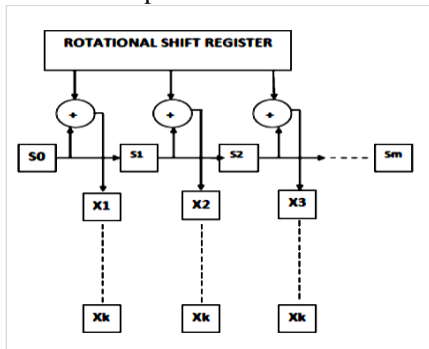 ROTATIONAL SHIFT REGISTER
+ + +
S0 S1 S2 Sm
X1 X2 X3
Xk Xk Xk